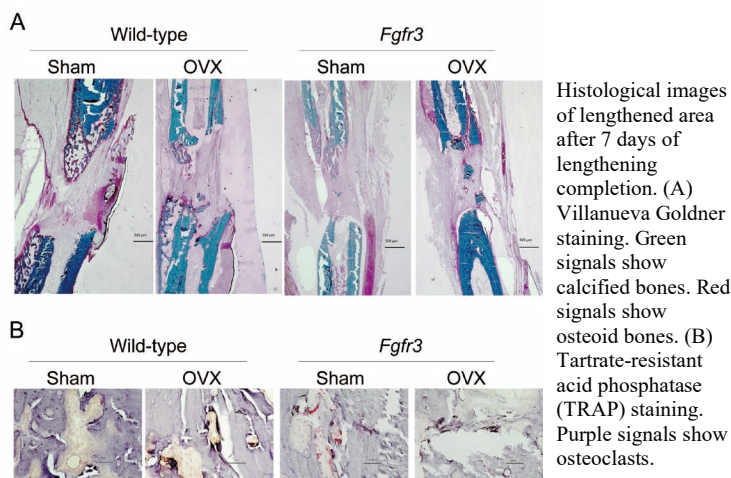 A
Wild-type
Fgfr3
Sham
OVX
Sham
OVX
500 μm
500 μm
500 μm
500 μm
B
Wild-type
Fgfr3
Sham
OVX
Sham
OVX
Histological images
of lengthened area
after 7 days of
lengthening
completion. (A)
Villanueva Goldner
staining. Green
signals show
calcified bones. Red
signals show
osteoid bones. (B)
Tartrate-resistant
acid phosphatase
(TRAP) staining.
Purple signals show
osteoclasts.